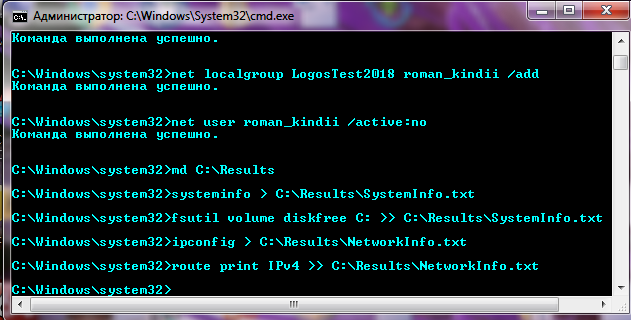 Администратор: C:\Windows\System32\cmd.exe
Команда выполнена успешно.
C:\Windows\system32>net localgroup LogosTest2018 roman_kindii /add
Команда выполнена успешно.
C:\Windows\system32>net user roman_kindii /active:no
Команда выполнена успешно.
C:\Windows\system32>md C:\Results
C:\Windows\system32>systeminfo > C:\Results\SystemInfo.txt
C:\Windows\system32>fsutil volume diskfree C: >> C:\Results\SystemInfo.txt
C:\Windows\system32>ipconfig > C:\Results\NetworkInfo.txt
C:\Windows\system32>route print IPv4 >> C:\Results\NetworkInfo.txt
C:\Windows\system32>